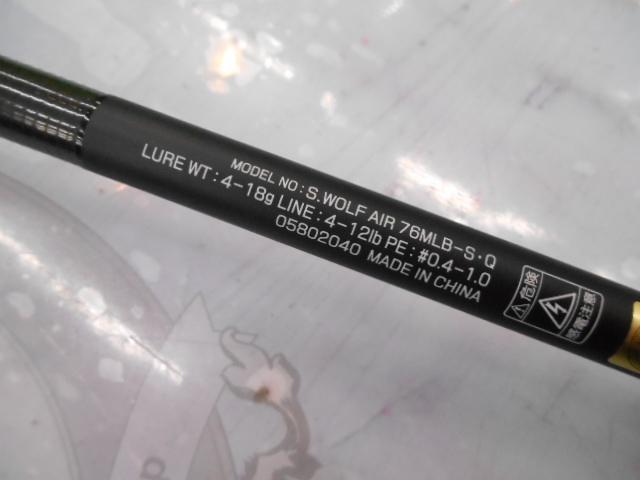 MODEL NO : S.WOLF AIR 76MLB-S・Q
LURE WT : 4-18g LINE : 4-12lb PE : #0.4-1.0
05802040 MADE IN CHINA
危険
感電注意